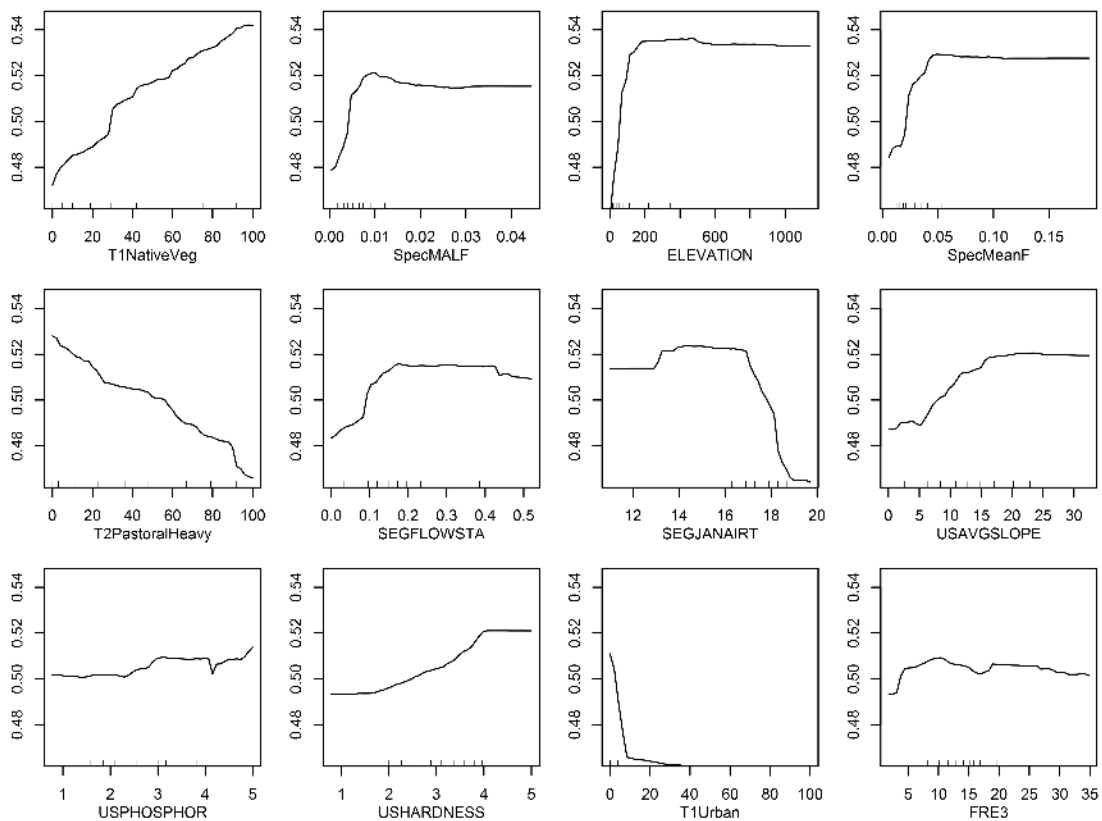 0.48 0.50 0.52 0.54
0 20 40 60 80 100
T1NativeVeg
0.48 0.50 0.52 0.54
0.00 0.01 0.02 0.03 0.04
SpecMALF
0.48 0.50 0.52 0.54
0 200 600 1000
ELEVATION
0.48 0.50 0.52 0.54
0.00 0.05 0.10 0.15
SpecMeanF
0.48 0.50 0.52 0.54
0 20 40 60 80 100
T2PastoralHeavy
0.48 0.50 0.52 0.54
0.0 0.1 0.2 0.3 0.4 0.5
SEGFLOWSTA
0.48 0.50 0.52 0.54
12 14 16 18 20
SEGJANAIRT
0.48 0.50 0.52 0.54
0 5 10 15 20 25 30
USAVGSLOPE
0.48 0.50 0.52 0.54
1 2 3 4 5
USPHOSPHOR
0.48 0.50 0.52 0.54
1 2 3 4 5
USHARDNESS
0.48 0.50 0.52 0.54
0 20 40 60 80 100
T1Urban
0.48 0.50 0.52 0.54
5 10 15 20 25 30 35
FRE3